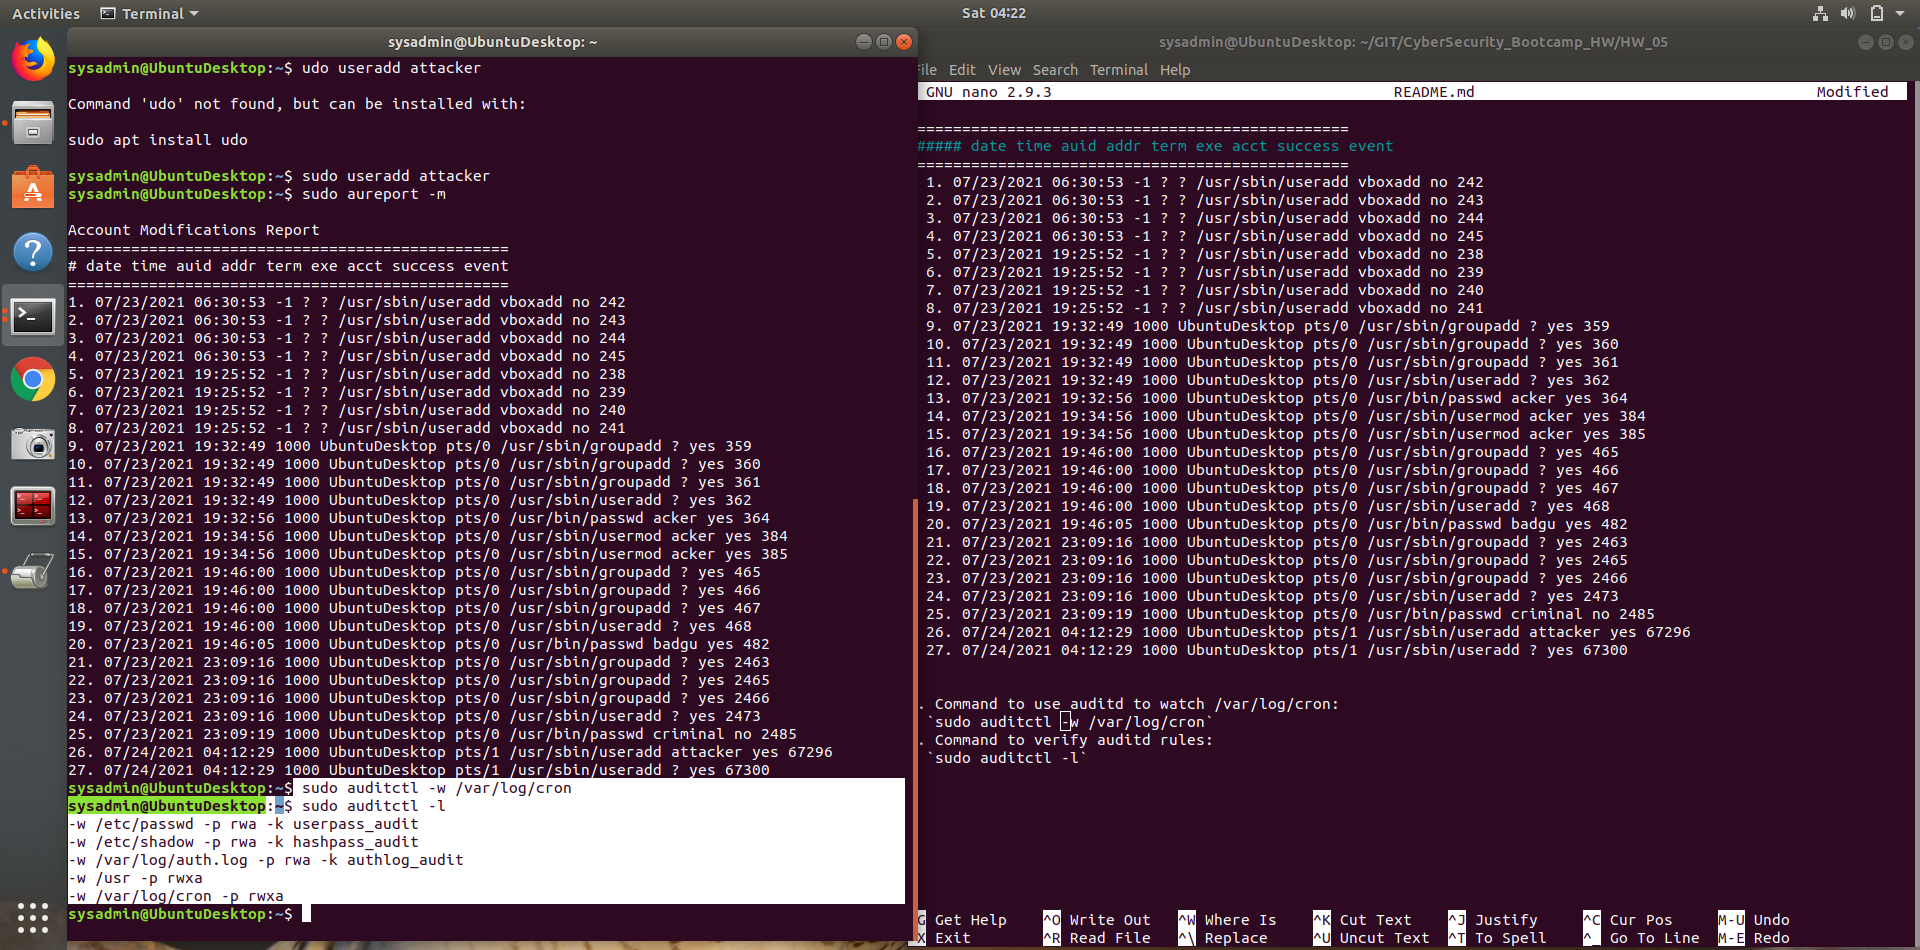 Activities Terminal Sat 04:22
sysadmin@UbuntuDesktop: ~
sysadmin@UbuntuDesktop:~$ udo useradd attacker
Command 'udo' not found, but can be installed with:
sudo apt install udo
sysadmin@UbuntuDesktop:~$ sudo useradd attacker
sysadmin@UbuntuDesktop:~$ sudo aureport -m
Account Modifications Report
=================================================
# date time auid addr term exe acct success event
=================================================
1. 07/23/2021 06:30:53 -1 ? ? /usr/sbin/useradd vboxadd no 242
2. 07/23/2021 06:30:53 -1 ? ? /usr/sbin/useradd vboxadd no 243
3. 07/23/2021 06:30:53 -1 ? ? /usr/sbin/useradd vboxadd no 244
4. 07/23/2021 06:30:53 -1 ? ? /usr/sbin/useradd vboxadd no 245
5. 07/23/2021 19:25:52 -1 ? ? /usr/sbin/useradd vboxadd no 238
6. 07/23/2021 19:25:52 -1 ? ? /usr/sbin/useradd vboxadd no 239
7. 07/23/2021 19:25:52 -1 ? ? /usr/sbin/useradd vboxadd no 240
8. 07/23/2021 19:25:52 -1 ? ? /usr/sbin/useradd vboxadd no 241
9. 07/23/2021 19:32:49 1000 UbuntuDesktop pts/0 /usr/sbin/groupadd ? yes 359
10. 07/23/2021 19:32:49 1000 UbuntuDesktop pts/0 /usr/sbin/groupadd ? yes 360
11. 07/23/2021 19:32:49 1000 UbuntuDesktop pts/0 /usr/sbin/groupadd ? yes 361
12. 07/23/2021 19:32:49 1000 UbuntuDesktop pts/0 /usr/sbin/useradd ? yes 362
13. 07/23/2021 19:32:56 1000 UbuntuDesktop pts/0 /usr/bin/passwd acker yes 364
14. 07/23/2021 19:34:56 1000 UbuntuDesktop pts/0 /usr/sbin/usermod acker yes 384
15. 07/23/2021 19:34:56 1000 UbuntuDesktop pts/0 /usr/sbin/usermod acker yes 385
16. 07/23/2021 19:46:00 1000 UbuntuDesktop pts/0 /usr/sbin/groupadd ? yes 465
17. 07/23/2021 19:46:00 1000 UbuntuDesktop pts/0 /usr/sbin/groupadd ? yes 466
18. 07/23/2021 19:46:00 1000 UbuntuDesktop pts/0 /usr/sbin/groupadd ? yes 467
19. 07/23/2021 19:46:00 1000 UbuntuDesktop pts/0 /usr/sbin/useradd ? yes 468
20. 07/23/2021 19:46:05 1000 UbuntuDesktop pts/0 /usr/bin/passwd badgu yes 482
21. 07/23/2021 23:09:16 1000 UbuntuDesktop pts/0 /usr/sbin/groupadd ? yes 2463
22. 07/23/2021 23:09:16 1000 UbuntuDesktop pts/0 /usr/sbin/groupadd ? yes 2465
23. 07/23/2021 23:09:16 1000 UbuntuDesktop pts/0 /usr/sbin/groupadd ? yes 2466
24. 07/23/2021 23:09:16 1000 UbuntuDesktop pts/0 /usr/sbin/useradd ? yes 2473
25. 07/23/2021 23:09:19 1000 UbuntuDesktop pts/0 /usr/bin/passwd criminal no 2485
26. 07/24/2021 04:12:29 1000 UbuntuDesktop pts/1 /usr/sbin/useradd attacker yes 67296
27. 07/24/2021 04:12:29 1000 UbuntuDesktop pts/1 /usr/sbin/useradd ? yes 67300
sysadmin@UbuntuDesktop:~$ sudo auditctl -w /var/log/cron
sysadmin@UbuntuDesktop:~$ sudo auditctl -l
-w /etc/passwd -p rwa -k userpass_audit
-w /etc/shadow -p rwa -k hashpass_audit
-w /var/log/auth.log -p rwa -k authlog_audit
-w /usr -p rwxa
-w /var/log/cron -p rwxa
sysadmin@UbuntuDesktop:~$
sysadmin@UbuntuDesktop: ~/GIT/CyberSecurity_Bootcamp_HW/HW_05
ile Edit View Search Terminal Help
GNU nano 2.9.3 README.md Modified
================================================
##### date time auid addr term exe acct success event
================================================
1. 07/23/2021 06:30:53 -1 ? ? /usr/sbin/useradd vboxadd no 242
2. 07/23/2021 06:30:53 -1 ? ? /usr/sbin/useradd vboxadd no 243
3. 07/23/2021 06:30:53 -1 ? ? /usr/sbin/useradd vboxadd no 244
4. 07/23/2021 06:30:53 -1 ? ? /usr/sbin/useradd vboxadd no 245
5. 07/23/2021 19:25:52 -1 ? ? /usr/sbin/useradd vboxadd no 238
6. 07/23/2021 19:25:52 -1 ? ? /usr/sbin/useradd vboxadd no 239
7. 07/23/2021 19:25:52 -1 ? ? /usr/sbin/useradd vboxadd no 240
8. 07/23/2021 19:25:52 -1 ? ? /usr/sbin/useradd vboxadd no 241
9. 07/23/2021 19:32:49 1000 UbuntuDesktop pts/0 /usr/sbin/groupadd ? yes 359
10. 07/23/2021 19:32:49 1000 UbuntuDesktop pts/0 /usr/sbin/groupadd ? yes 360
11. 07/23/2021 19:32:49 1000 UbuntuDesktop pts/0 /usr/sbin/groupadd ? yes 361
12. 07/23/2021 19:32:49 1000 UbuntuDesktop pts/0 /usr/sbin/useradd ? yes 362
13. 07/23/2021 19:32:56 1000 UbuntuDesktop pts/0 /usr/bin/passwd acker yes 364
14. 07/23/2021 19:34:56 1000 UbuntuDesktop pts/0 /usr/sbin/usermod acker yes 384
15. 07/23/2021 19:34:56 1000 UbuntuDesktop pts/0 /usr/sbin/usermod acker yes 385
16. 07/23/2021 19:46:00 1000 UbuntuDesktop pts/0 /usr/sbin/groupadd ? yes 465
17. 07/23/2021 19:46:00 1000 UbuntuDesktop pts/0 /usr/sbin/groupadd ? yes 466
18. 07/23/2021 19:46:00 1000 UbuntuDesktop pts/0 /usr/sbin/groupadd ? yes 467
19. 07/23/2021 19:46:00 1000 UbuntuDesktop pts/0 /usr/sbin/useradd ? yes 468
20. 07/23/2021 19:46:05 1000 UbuntuDesktop pts/0 /usr/bin/passwd badgu yes 482
21. 07/23/2021 23:09:16 1000 UbuntuDesktop pts/0 /usr/sbin/groupadd ? yes 2463
22. 07/23/2021 23:09:16 1000 UbuntuDesktop pts/0 /usr/sbin/groupadd ? yes 2465
23. 07/23/2021 23:09:16 1000 UbuntuDesktop pts/0 /usr/sbin/groupadd ? yes 2466
24. 07/23/2021 23:09:16 1000 UbuntuDesktop pts/0 /usr/sbin/useradd ? yes 2473
25. 07/23/2021 23:09:19 1000 UbuntuDesktop pts/0 /usr/bin/passwd criminal no 2485
26. 07/24/2021 04:12:29 1000 UbuntuDesktop pts/1 /usr/sbin/useradd attacker yes 67296
27. 07/24/2021 04:12:29 1000 UbuntuDesktop pts/1 /usr/sbin/useradd ? yes 67300
. Command to use auditd to watch /var/log/cron:
`sudo auditctl -w /var/log/cron`
. Command to verify auditd rules:
`sudo auditctl -l`
G Get Help ^O Write Out ^W Where Is ^K Cut Text ^J Justify ^C Cur Pos M-U Undo
X Exit ^R Read File ^\ Replace ^U Uncut Text ^T To Spell ^_ Go To Line M-E Redo